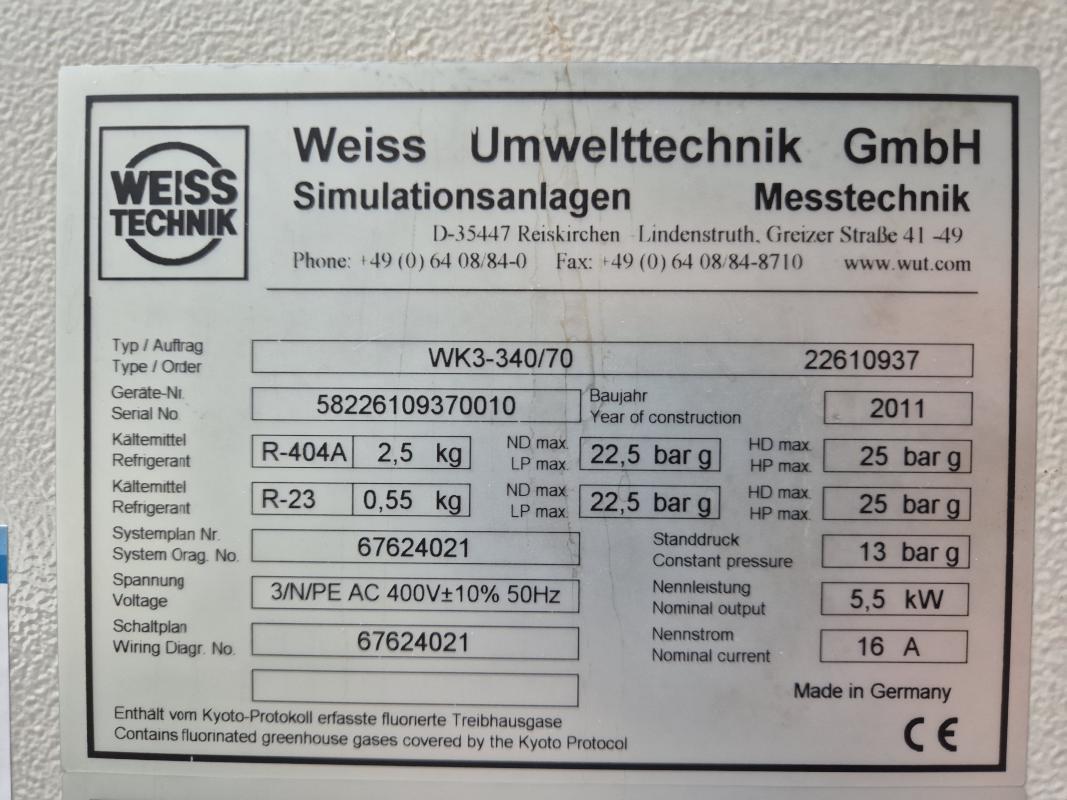 WEISS
TECHNIK
Weiss Umwelttechnik GmbH
Simulationsanlagen Messtechnik
D-35447 Reiskirchen Lindenstruth, Greizer Straße 41 -49
Phone: +49 (0) 64 08/84-0 Fax: +49 (0) 64 08/84-8710 www.wut.com
Typ / Auftrag
Type / Order
WK3-340/70 22610937
Geräte-Nr.
Serial No
58226109370010
Baujahr
Year of construction
2011
Kältemittel
Refrigerant
R-404A 2,5 kg
ND max.
LP max.
22,5 bar g
HD max.
HP max.
25 bar g
Kältemittel
Refrigerant
R-23 0,55 kg
ND max.
LP max.
22,5 bar g
HD max.
HP max.
25 bar g
Systemplan Nr.
System Orag. No.
67624021
Standdruck
Constant pressure
13 bar g
Spannung
Voltage
3/N/PE AC 400V±10% 50Hz
Nennleistung
Nominal output
5,5 kW
Schaltplan
Wiring Diagr. No.
67624021
Nennstrom
Nominal current
16 A
Made in Germany
Enthält vom Kyoto-Protokoll erfasste fluorierte Treibhausgase
Contains fluorinated greenhouse gases covered by the Kyoto Protocol
CE